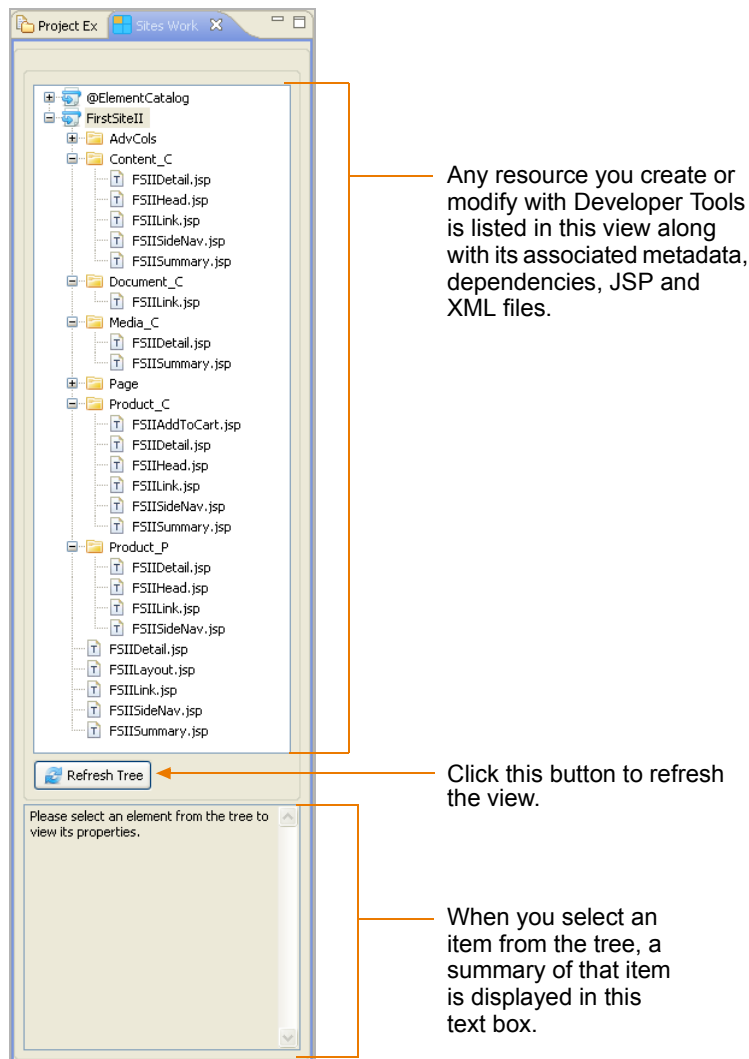 Project Ex Sites Work
@ElementCatalog
FirstSiteII
AdvCols
Content_C
FSIIDetail.jsp
FSIIHead.jsp
FSIILink.jsp
FSIISideNav.jsp
FSIISummary.jsp
Document_C
FSIILink.jsp
Media_C
FSIIDetail.jsp
FSIISummary.jsp
Page
Product_C
FSIIAddToCart.jsp
FSIIDetail.jsp
FSIIHead.jsp
FSIILink.jsp
FSIISideNav.jsp
FSIISummary.jsp
Product_P
FSIIDetail.jsp
FSIIHead.jsp
FSIILink.jsp
FSIISideNav.jsp
FSIIDetail.jsp
FSIILayout.jsp
FSIILink.jsp
FSIISideNav.jsp
FSIISummary.jsp
Any resource you create or
modify with Developer Tools
is listed in this view along
with its associated metadata,
dependencies, JSP and
XML files.
Refresh Tree
Click this button to refresh
the view.
Please select an element from the tree to
view its properties.
When you select an
item from the tree, a
summary of that item
is displayed in this
text box.